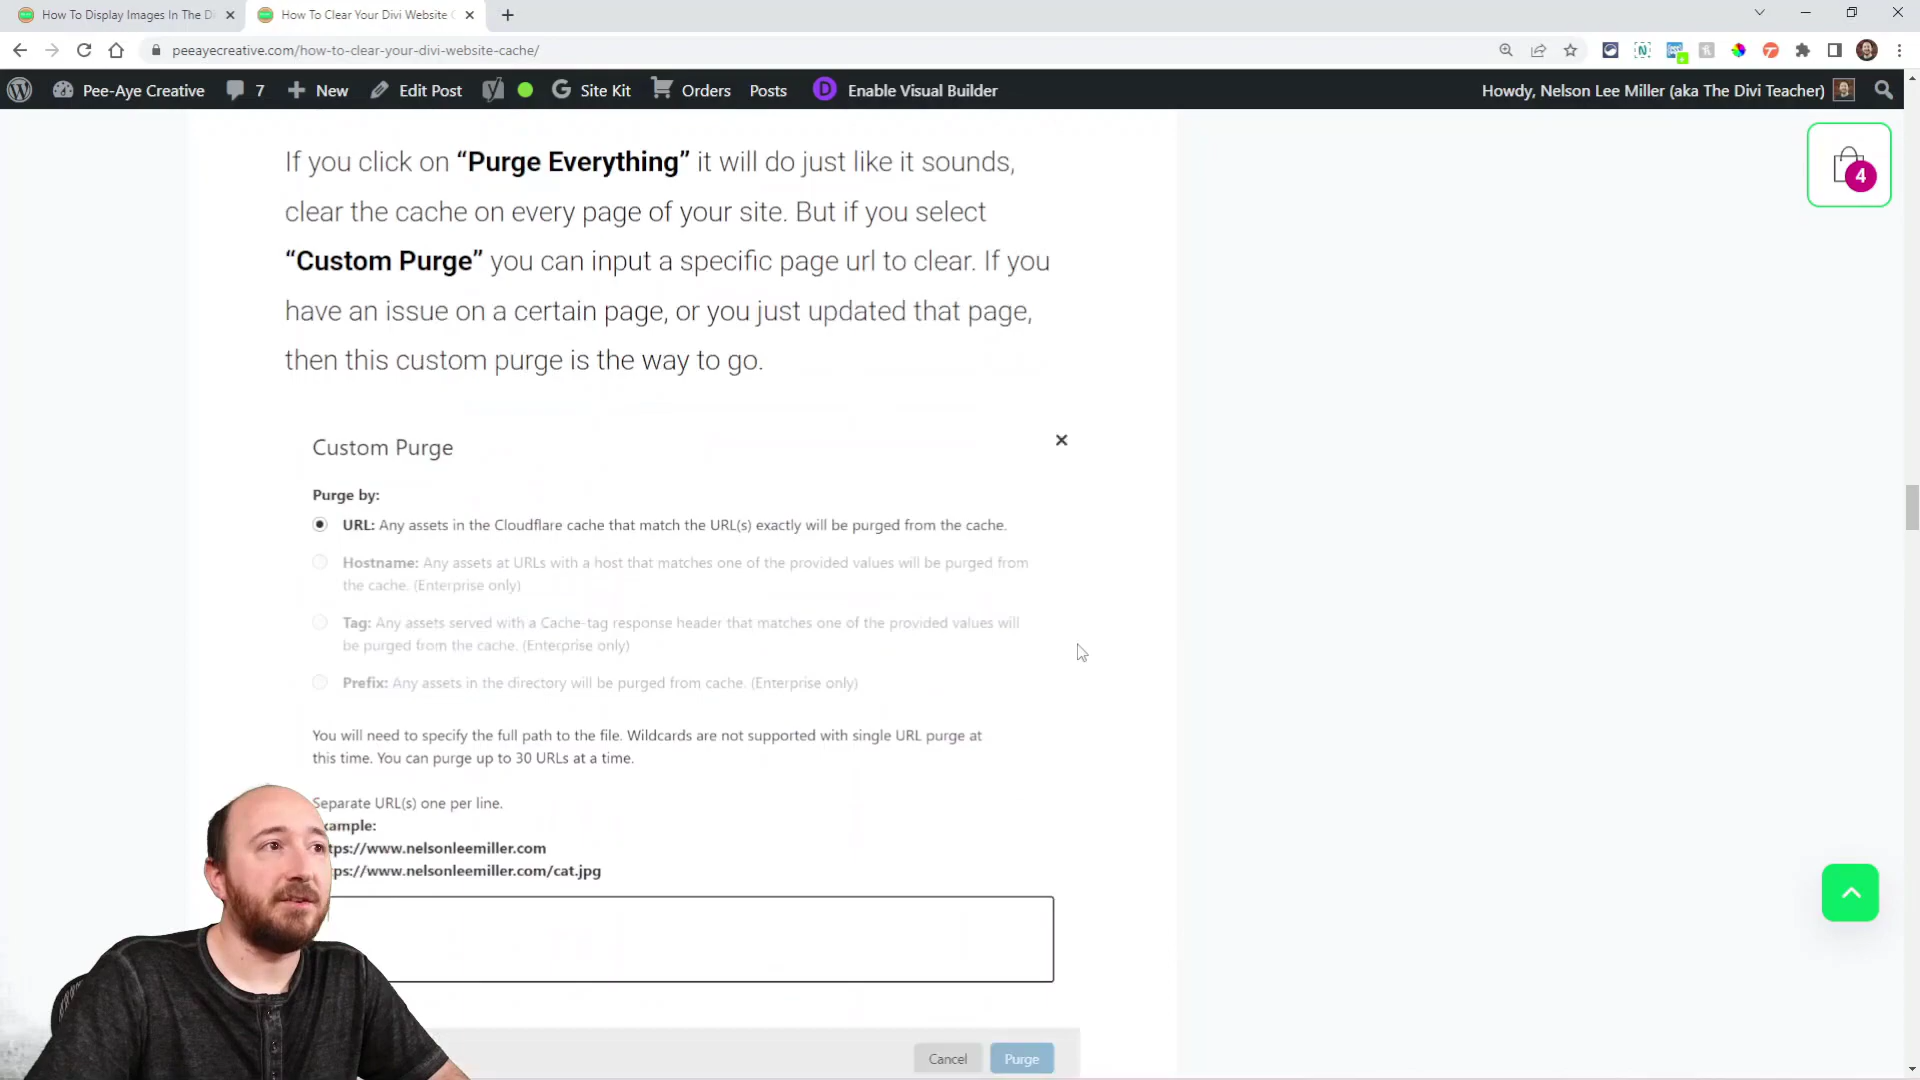 How To Display Images In The D
How To Clear Your Divi Website C
peeayecreative.com/how-to-clear-your-divi-website-cache/
Pee-Aye Creative 7 New Edit Post Site Kit Orders Posts D Enable Visual Builder Howdy, Nelson Lee Miller (aka The Divi Teacher)
4
If you click on “Purge Everything” it will do just like it sounds,
clear the cache on every page of your site. But if you select
“Custom Purge” you can input a specific page url to clear. If you
have an issue on a certain page, or you just updated that page,
then this custom purge is the way to go.
Custom Purge
Purge by:
URL: Any assets in the Cloudflare cache that match the URL(s) exactly will be purged from the cache.
Hostname: Any assets at URLs with a host that matches one of the provided values will be purged from
the cache. (Enterprise only)
Tag: Any assets served with a Cache-tag response header that matches one of the provided values will
be purged from the cache. (Enterprise only)
Prefix: Any assets in the directory will be purged from cache. (Enterprise only)
You will need to specify the full path to the file. Wildcards are not supported with single URL purge at
this time. You can purge up to 30 URLs at a time.
Separate URL(s) one per line.
xample:
tps://www.nelsonleemiller.com
ps://www.nelsonleemiller.com/cat.jpg
Cancel Purge